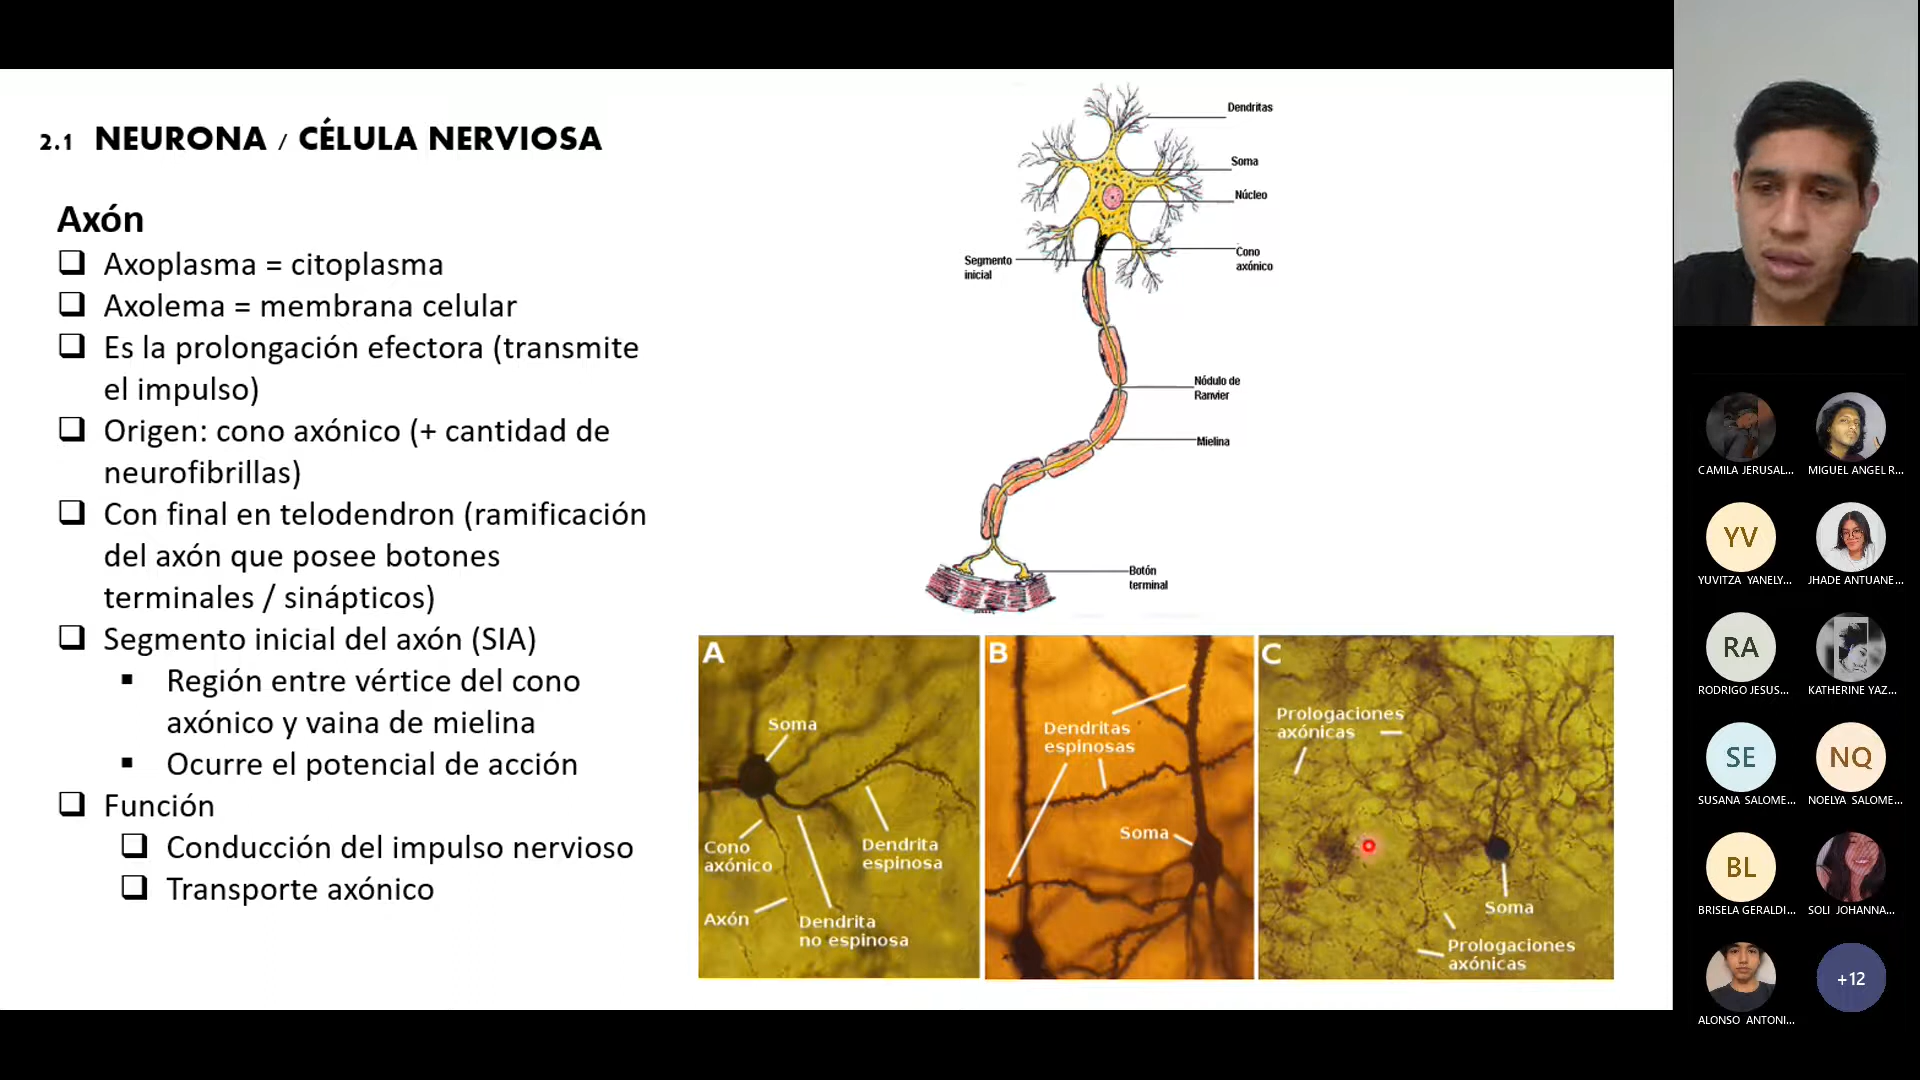 2.1 NEURONA / CÉLULA NERVIOSA
Axón
Axoplasma = citoplasma
Axolema = membrana celular
Es la prolongación efectora (transmite
el impulso)
Origen: cono axónico (+ cantidad de
neurofibrillas)
Con final en telodendron (ramificación
del axón que posee botones
terminales / sinápticos)
Segmento inicial del axón (SIA)
Región entre vértice del cono
axónico y vaina de mielina
Ocurre el potencial de acción
Función
Conducción del impulso nervioso
Transporte axónico
Dendritas
Soma
Núcleo
Cono
axónico
Segmento
inicial
Nódulo de
Ranvier
Mielina
Botón
terminal
A
Soma
Cono
axónico
Dendrita
espinosa
Axón
Dendrita
no espinosa
B
Dendritas
espinosas
Soma
C
Prologaciones
axónicas
Soma
Prologaciones
axónicas
CAMILA JERUSAL...
MIGUEL ANGEL R...
YV
YUVITZA YANELY...
JHADE ANTUANE...
RA
RODRIGO JESUS...
KATHERINE YAZ...
SE
SUSANA SALOME...
NQ
NOELYA SALOME...
BL
BRISELA GERALDI...
SOLI JOHANNA...
ALONSO ANTONI...
+12